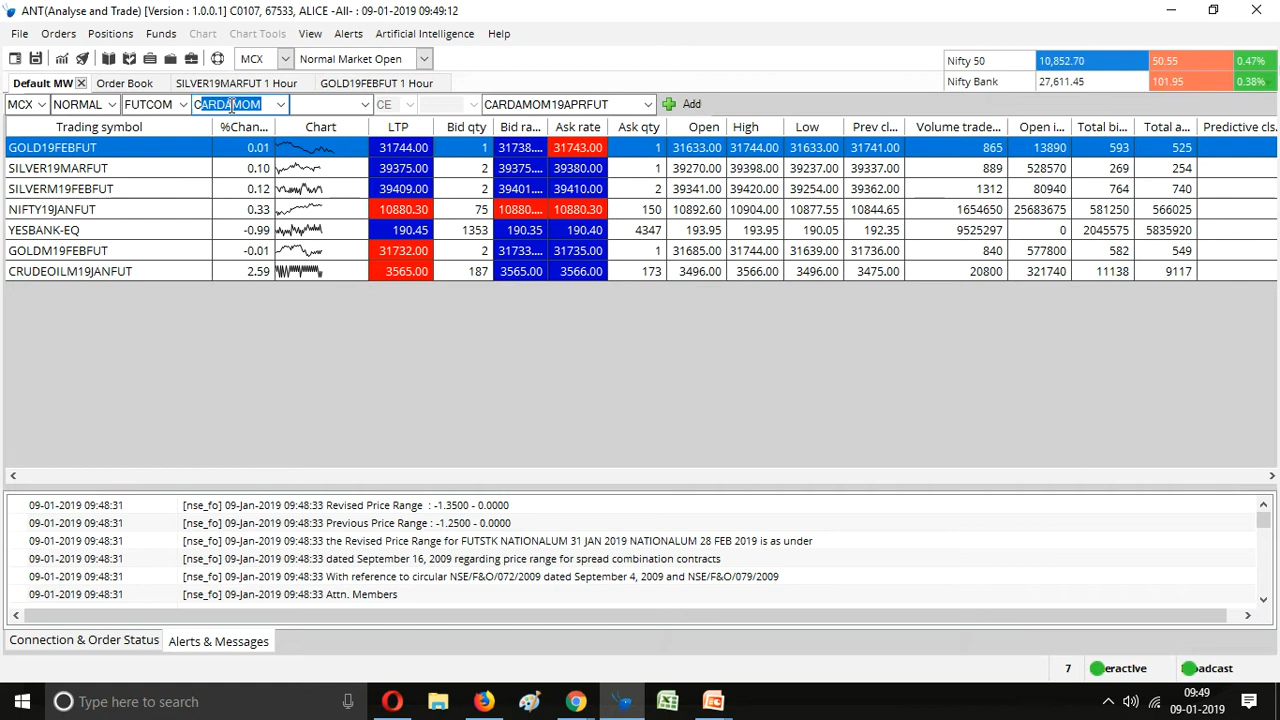 ANT(Analyse and Trade) [Version : 1.0.0.1] C0107, 67533, ALICE -All- : 09-01-2019 09:49:12
File Orders Positions Funds Chart Chart Tools View Alerts Artificial Intelligence Help
MCX Normal Market Open
Nifty 50 10,852.70 50.55 0.47%
Nifty Bank 27,611.45 101.95 0.38%
Default MW Order Book SILVER19MARFUT 1 Hour GOLD19FEBFUT 1 Hour
MCX NORMAL FUTCOM CARDAMOM CE CARDAMOM19APRFUT Add
Trading symbol %Chan... Chart LTP Bid qty Bid ra... Ask rate Ask qty Open High Low Prev cl... Volume trade... Open i... Total bi... Total a... Predictive cls...
GOLD19FEBFUT 0.01 31744.00 1 31738.... 31743.00 1 31633.00 31744.00 31633.00 31741.00 865 13890 593 525
SILVER19MARFUT 0.10 39375.00 2 39375.... 39380.00 1 39270.00 39398.00 39237.00 39337.00 889 528570 269 254
SILVERM19FEBFUT 0.12 39409.00 2 39401.... 39410.00 2 39341.00 39420.00 39254.00 39362.00 1312 80940 764 740
NIFTY19JANFUT 0.33 10880.30 75 10880.... 10880.30 150 10892.60 10904.00 10877.55 10844.65 1654650 25683675 581250 566025
YESBANK-EQ -0.99 190.45 1353 190.35 190.40 4347 193.95 193.95 190.05 192.35 9525297 0 2045575 5835920
GOLDM19FEBFUT -0.01 31732.00 2 31733.... 31735.00 1 31685.00 31744.00 31639.00 31736.00 840 577800 582 549
CRUDEOILM19JANFUT 2.59 3565.00 187 3565.00 3566.00 173 3496.00 3566.00 3496.00 3475.00 20800 321740 11138 9117
09-01-2019 09:48:31 [nse_fo] 09-Jan-2019 09:48:33 Revised Price Range : -1.3500 - 0.0000
09-01-2019 09:48:31 [nse_fo] 09-Jan-2019 09:48:33 Previous Price Range : -1.2500 - 0.0000
09-01-2019 09:48:31 [nse_fo] 09-Jan-2019 09:48:33 the Revised Price Range for FUTSTK NATIONALUM 31 JAN 2019 NATIONALUM 28 FEB 2019 is as under
09-01-2019 09:48:31 [nse_fo] 09-Jan-2019 09:48:33 dated September 16, 2009 regarding price range for spread combination contracts
09-01-2019 09:48:31 [nse_fo] 09-Jan-2019 09:48:33 With reference to circular NSE/F&O/072/2009 dated September 4, 2009 and NSE/F&O/079/2009
09-01-2019 09:48:31 [nse_fo] 09-Jan-2019 09:48:33 Attn. Members
Connection & Order Status Alerts & Messages
7 eractive adcast
Type here to search 09:49
09-01-2019